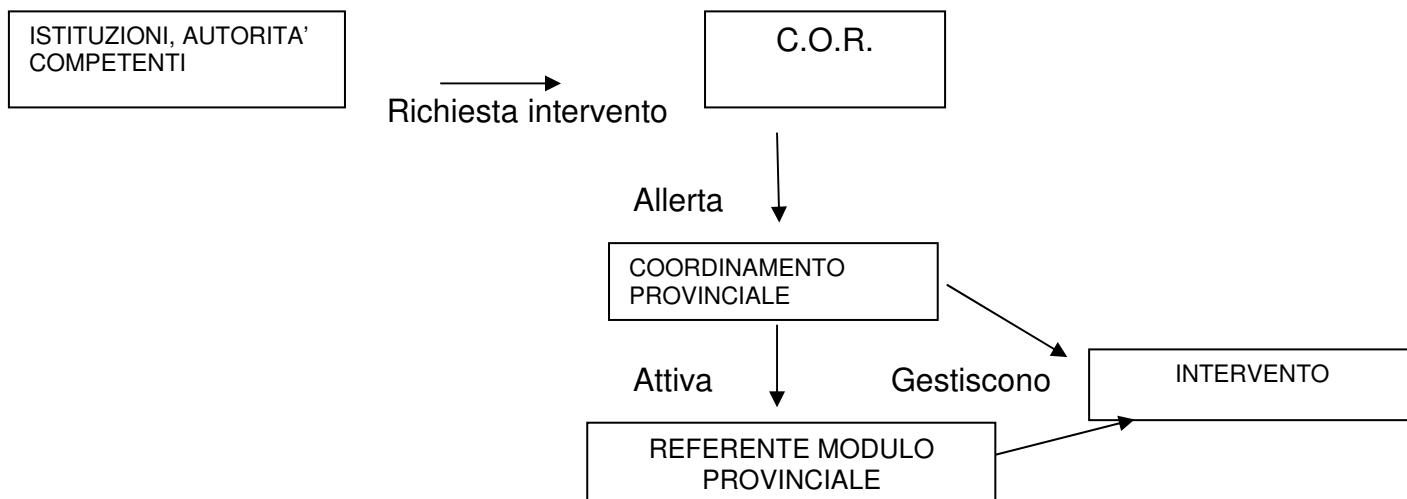 ISTITUZIONI, AUTORITA’
COMPETENTI
C.O.R.
Richiesta intervento
Allerta
COORDINAMENTO
PROVINCIALE
Attiva
Gestiscono
INTERVENTO
REFERENTE MODULO
PROVINCIALE